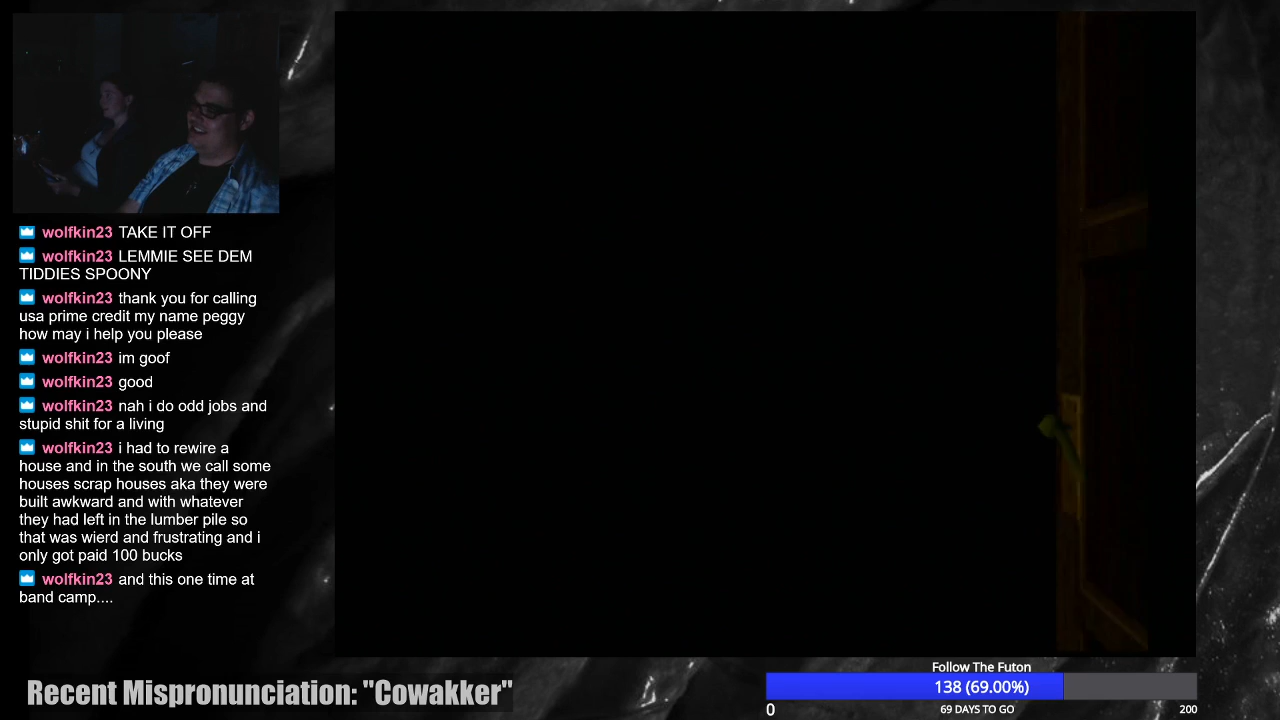 wolfkin23 TAKE IT OFF
wolfkin23 LEMMIE SEE DEM
TIDDIES SPOONY
wolfkin23 thank you for calling
usa prime credit my name peggy
how may i help you please
wolfkin23 im goof
wolfkin23 good
wolfkin23 nah i do odd jobs and
stupid shit for a living
wolfkin23 i had to rewire a
house and in the south we call some
houses scrap houses aka they were
built awkward and with whatever
they had left in the lumber pile so
that was wierd and frustrating and i
only got paid 100 bucks
wolfkin23 and this one time at
band camp....
Recent Mispronunciation: "Cowakker"
Follow The Futon
138 (69.00%)
0 69 DAYS TO GO 200